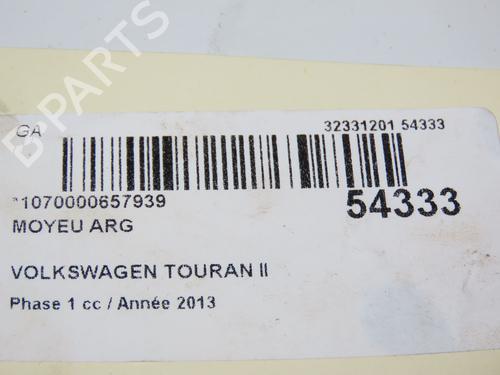 GA 32331201 54333
*1070000657939 54333
MOYEU ARG
VOLKSWAGEN TOURAN II
Phase 1 cc / Année 2013
B-PARTS